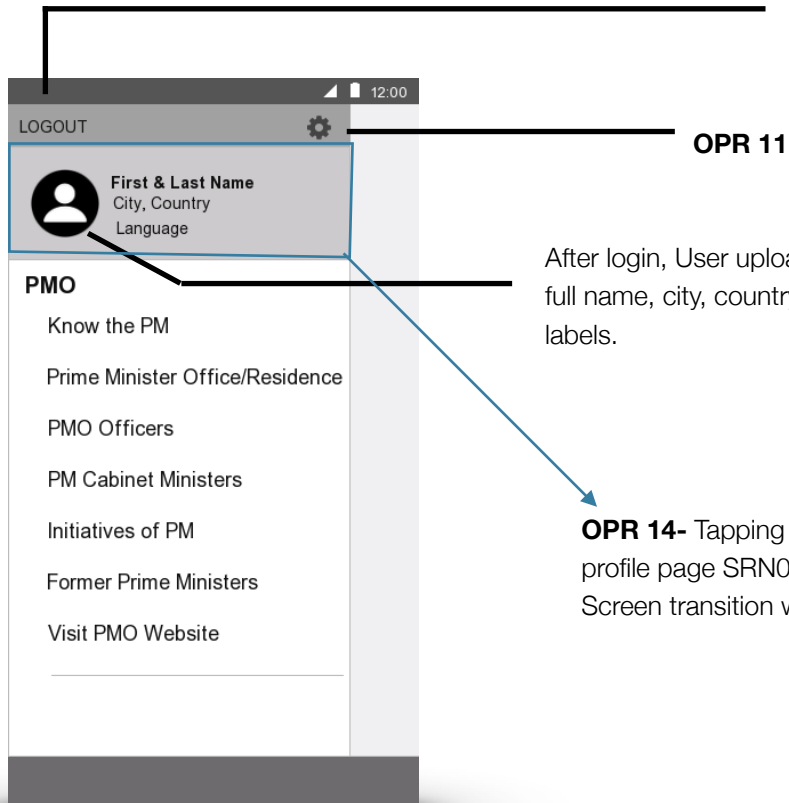 12:00
LOGOUT
OPR 11
First & Last Name
City, Country
Language
After login, User uploa
full name, city, countr
labels.
PMO
Know the PM
Prime Minister Office/Residence
PMO Officers
PM Cabinet Ministers
Initiatives of PM
Former Prime Ministers
Visit PMO Website
OPR 14- Tapping
profile page SRN0
Screen transition